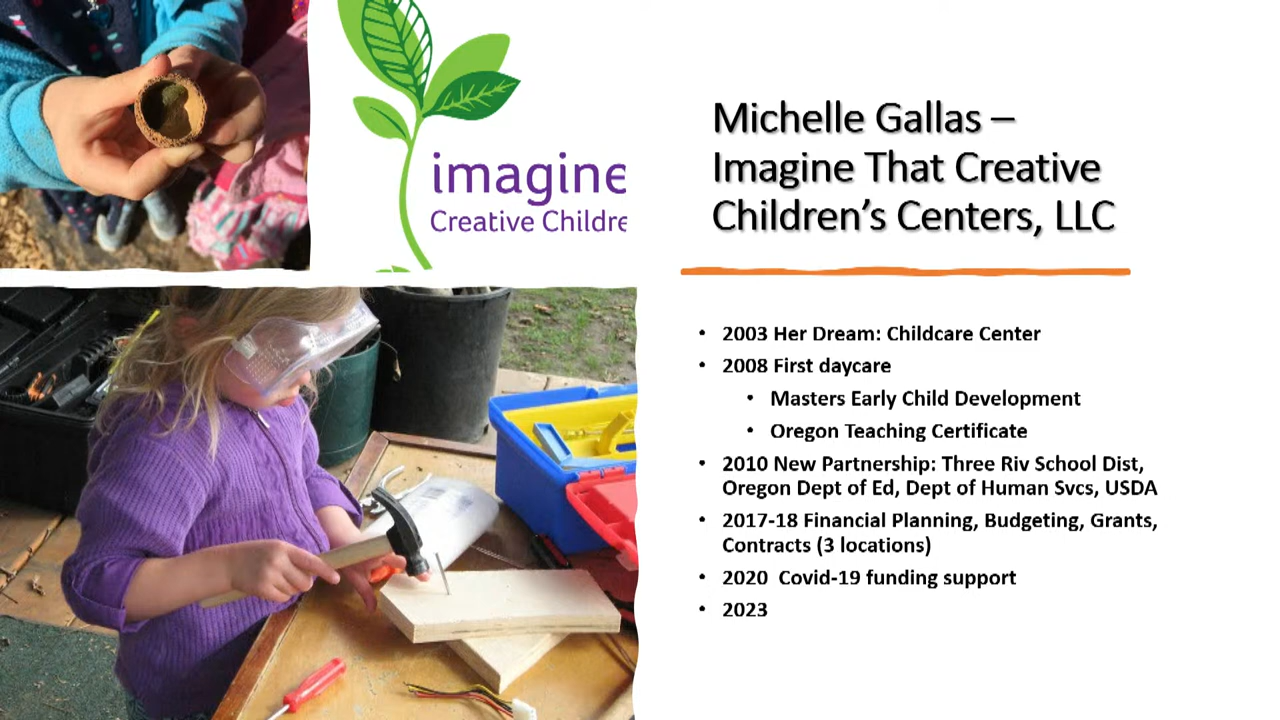 imagine
Creative Childre
Michelle Gallas –
Imagine That Creative
Children’s Centers, LLC
• 2003 Her Dream: Childcare Center
• 2008 First daycare
• Masters Early Child Development
• Oregon Teaching Certificate
• 2010 New Partnership: Three Riv School Dist,
Oregon Dept of Ed, Dept of Human Svcs, USDA
• 2017-18 Financial Planning, Budgeting, Grants,
Contracts (3 locations)
• 2020 Covid-19 funding support
• 2023